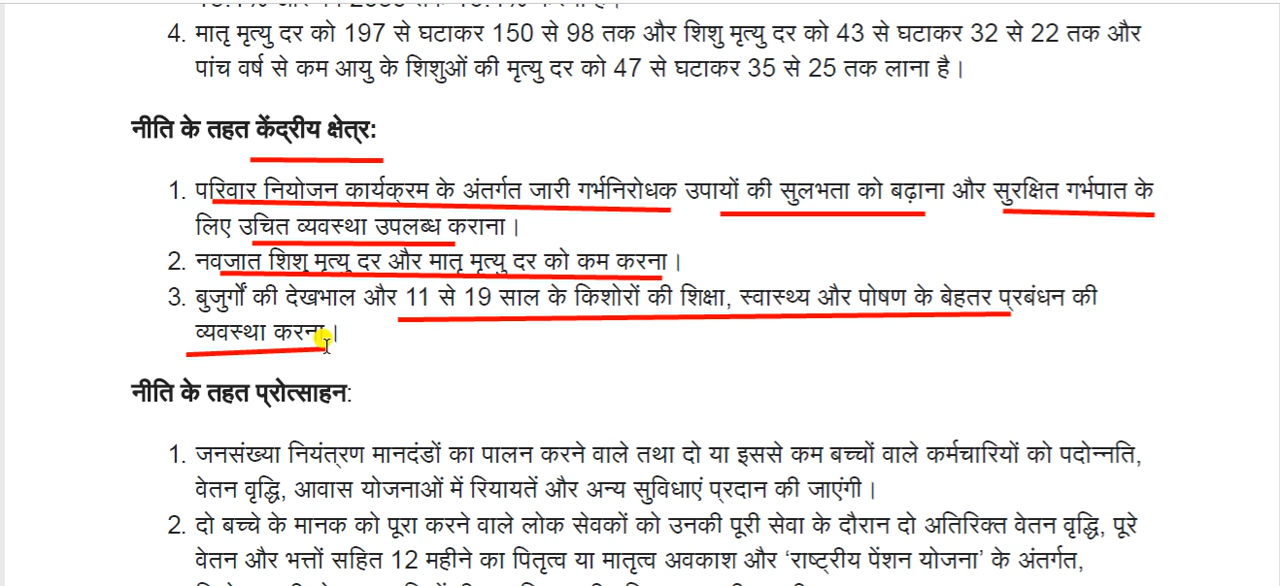 4. मातृ मृत्यु दर को 197 से घटाकर 150 से 98 तक और शिशु मृत्यु दर को 43 से घटाकर 32 से 22 तक और
पांच वर्ष से कम आयु के शिशुओं की मृत्यु दर को 47 से घटाकर 35 से 25 तक लाना है।
नीति के तहत केंद्रीय क्षेत्र:
1. परिवार नियोजन कार्यक्रम के अंतर्गत जारी गर्भनिरोधक उपायों की सुलभता को बढ़ाना और सुरक्षित गर्भपात के
लिए उचित व्यवस्था उपलब्ध कराना।
2. नवजात शिशु मृत्यु दर और मातृ मृत्यु दर को कम करना।
3. बुजुर्गों की देखभाल और 11 से 19 साल के किशोरों की शिक्षा, स्वास्थ्य और पोषण के बेहतर प्रबंधन की
व्यवस्था करना।
नीति के तहत प्रोत्साहन:
1. जनसंख्या नियंत्रण मानदंडों का पालन करने वाले तथा दो या इससे कम बच्चों वाले कर्मचारियों को पदोन्नति,
वेतन वृद्धि, आवास योजनाओं में रियायतें और अन्य सुविधाएं प्रदान की जाएंगी।
2. दो बच्चे के मानक को पूरा करने वाले लोक सेवकों को उनकी पूरी सेवा के दौरान दो अतिरिक्त वेतन वृद्धि, पूरे
वेतन और भत्तों सहित 12 महीने का पितृत्व या मातृत्व अवकाश और ‘राष्ट्रीय पेंशन योजना’ के अंतर्गत,